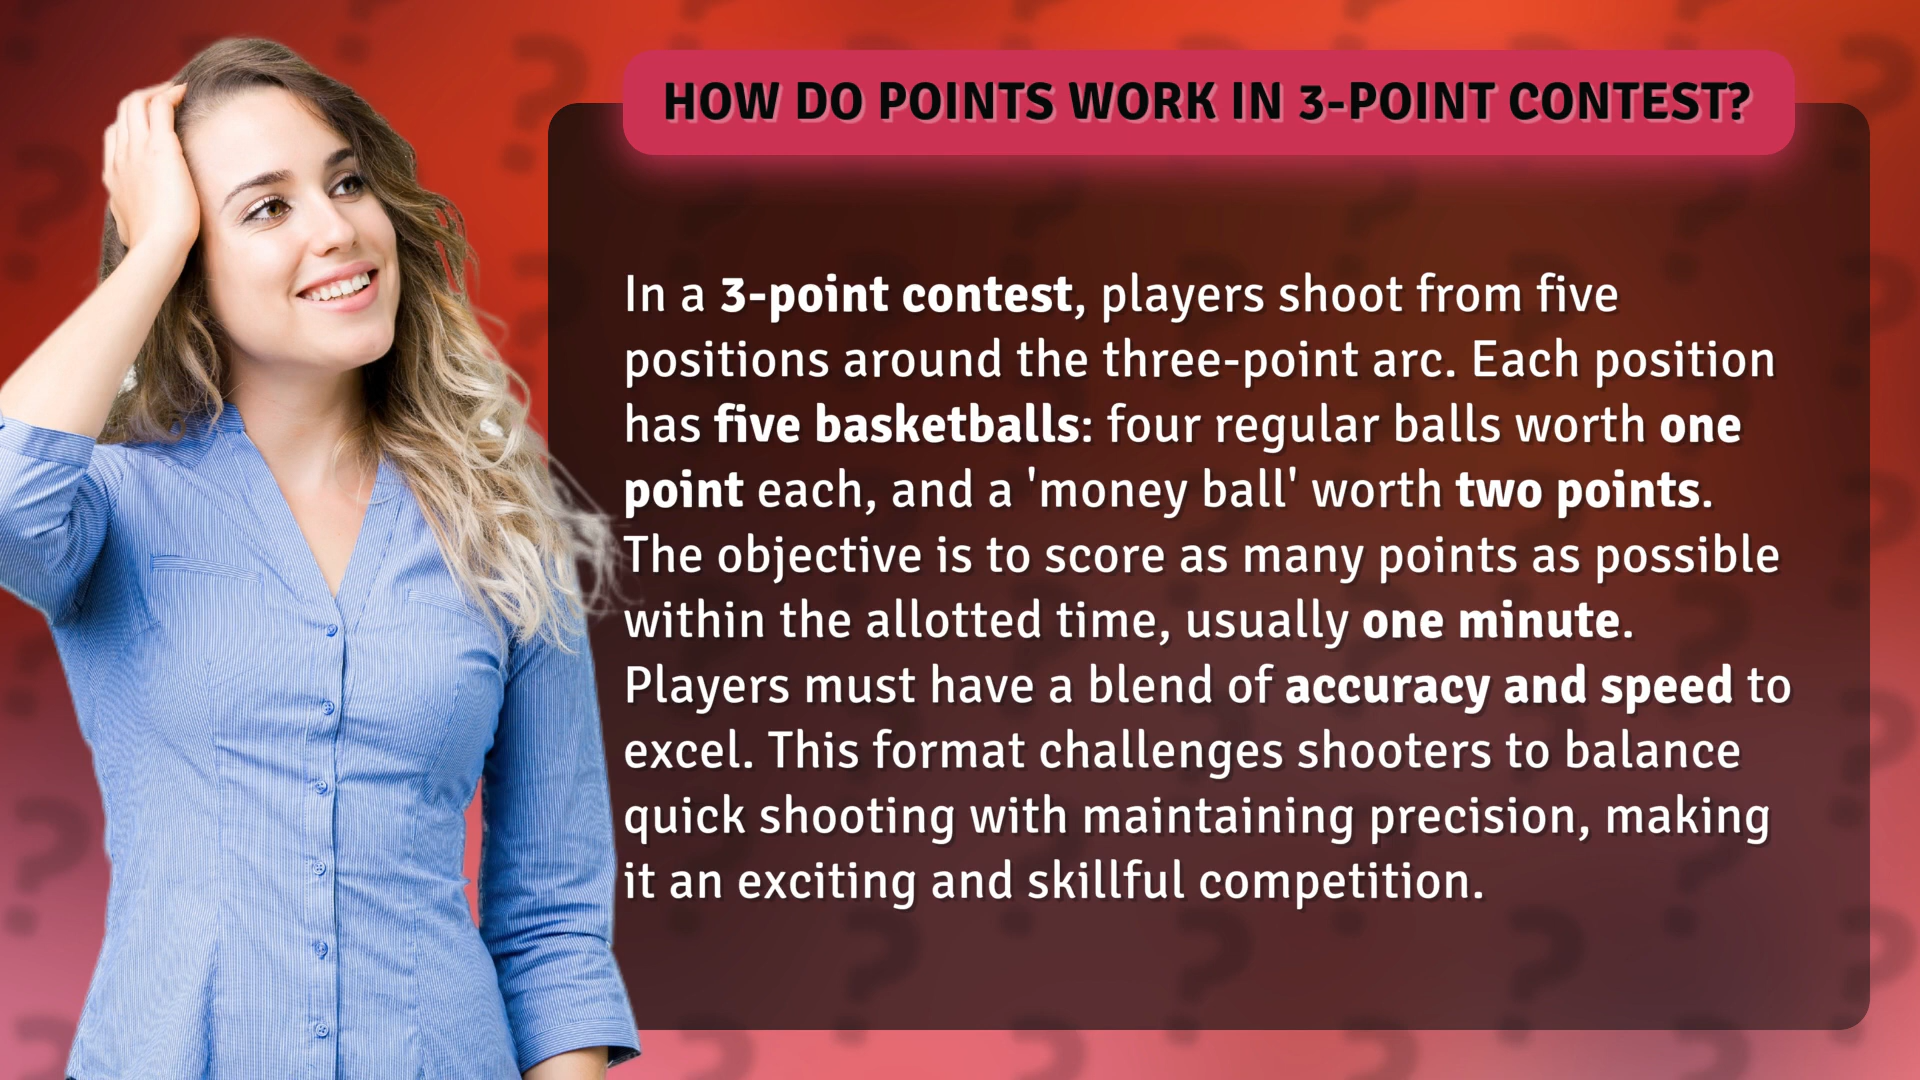 HOW DO POINTS WORK IN 3-POINT CONTEST?
In a 3-point contest, players shoot from five
positions around the three-point arc. Each position
has five basketballs: four regular balls worth one
point each, and a 'money ball' worth two points.
The objective is to score as many points as possible
within the allotted time, usually one minute.
Players must have a blend of accuracy and speed to
excel. This format challenges shooters to balance
quick shooting with maintaining precision, making
it an exciting and skillful competition.